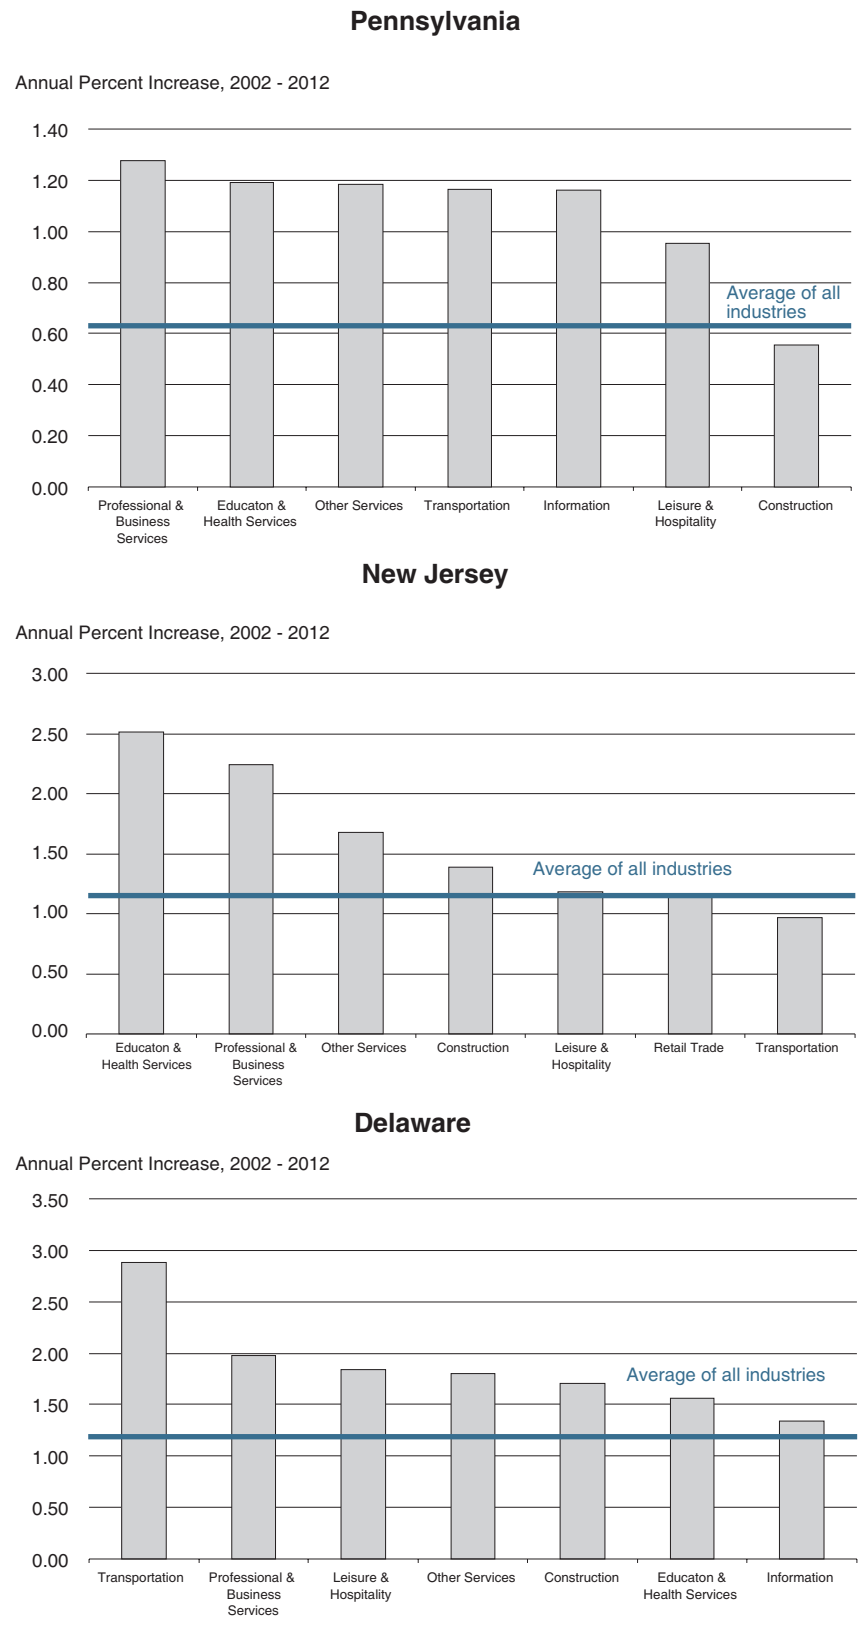 Pennsylvania
Annual Percent Increase, 2002 - 2012
1.40
1.20
1.00
0.80
Average of all
industries
0.60
0.40
0.20
0.00
Professional &
Business
Services
Educaton &
Health Services
Other Services
Transportation
Information
Leisure &
Hospitality
Construction
New Jersey
Annual Percent Increase, 2002 - 2012
3.00
2.50
2.00
1.50
Average of all industries
1.00
0.50
0.00
Educaton &
Health Services
Professional &
Business
Services
Other Services
Construction
Leisure &
Hospitality
Retail Trade
Transportation
Delaware
Annual Percent Increase, 2002 - 2012
3.50
3.00
2.50
2.00
Average of all industries
1.50
1.00
0.50
0.00
Transportation
Professional &
Business
Services
Leisure &
Hospitality
Other Services
Construction
Educaton &
Health Services
Information